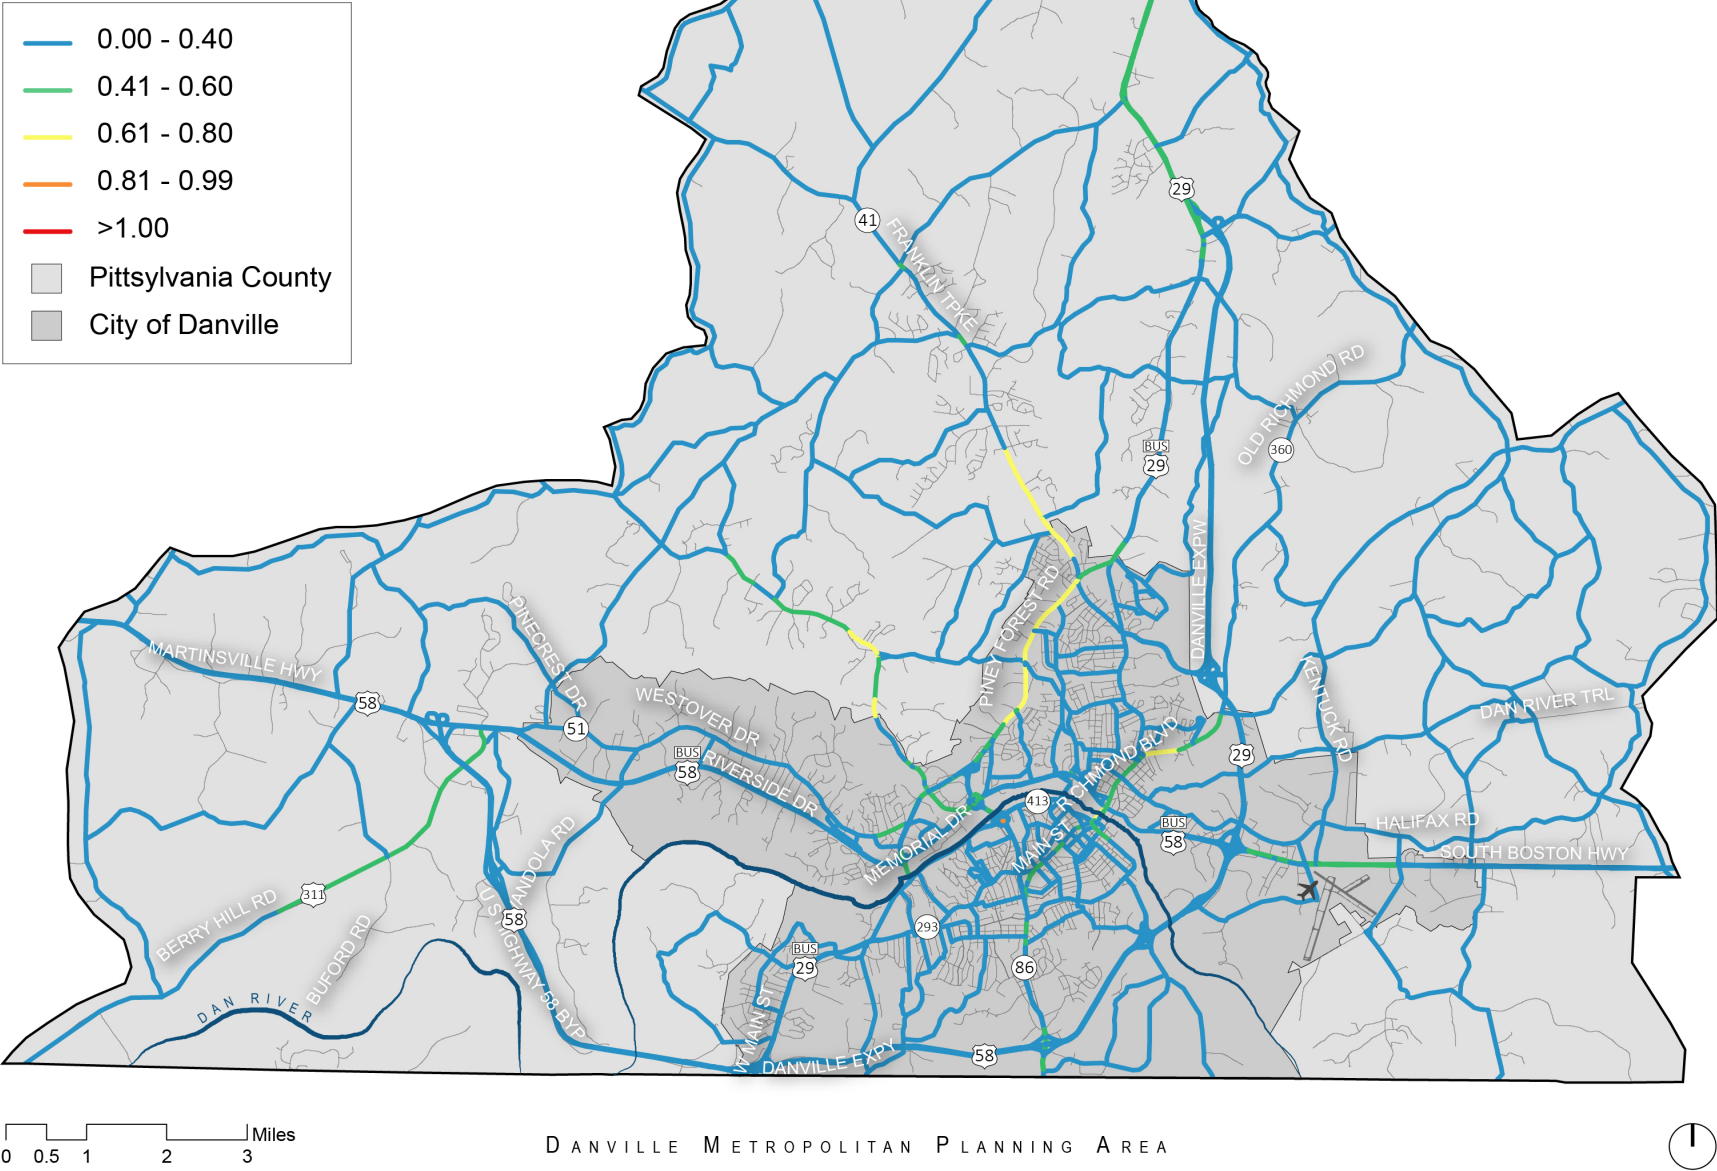 0.00 - 0.40
0.41 - 0.60
0.61 - 0.80
0.81 - 0.99
>1.00
Pittsylvania County
City of Danville
29
41
FRANKLIN TPKE
OLD RICHMOND RD
360
BUS
29
DANVILLE EXPW
PINEY FOREST RD
PINECREST DR
MARTINSVILLE HWY
58
51
WESTOVER DR
BUS
58
RIVERSIDE DR
KENTUCK RD
DAN RIVER TRL
29
RICHMOND BLVD
413
MEMORIAL DR
MAIN ST
BUS
58
HALIFAX RD
SOUTH BOSTON HWY
311
BERRY HILL RD
BUFORD RD
58
U S HIGHWAY 58 BYP
293
BUS
29
86
DAN RIVER
W MAIN ST
DANVILLE EXPY
58
0 0.5 1 2 3 Miles
DANVILLE METROPOLITAN PLANNING AREA